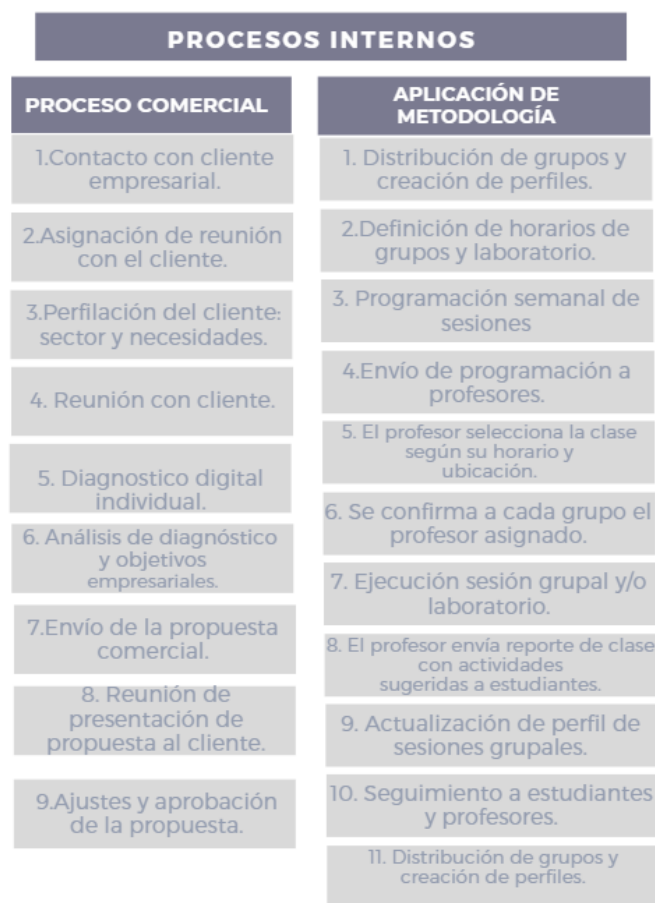 PROCESOS INTERNOS
PROCESO COMERCIAL
1.Contacto con cliente
empresarial.
2.Asignación de reunión
con el cliente.
3.Perfilación del cliente:
sector y necesidades.
4. Reunión con cliente.
5. Diagnostico digital
individual.
6. Análisis de diagnóstico
y objetivos
empresariales.
7.Envío de la propuesta
comercial.
8. Reunión de
presentación de
propuesta al cliente.
9.Ajustes y aprobación
de la propuesta.
APLICACIÓN DE
METODOLOGÍA
1. Distribución de grupos y
creación de perfiles.
2.Definición de horarios de
grupos y laboratorio.
3. Programación semanal de
sesiones
4.Envío de programación a
profesores.
5. El profesor selecciona la clase
según su horario y
ubicación.
6. Se confirma a cada grupo el
profesor asignado.
7. Ejecución sesión grupal y/o
laboratorio.
8. El profesor envía reporte de clase
con actividades
sugeridas a estudiantes.
9. Actualización de perfil de
sesiones grupales.
10. Seguimiento a estudiantes
y profesores.
11. Distribución de grupos y
creación de perfiles.